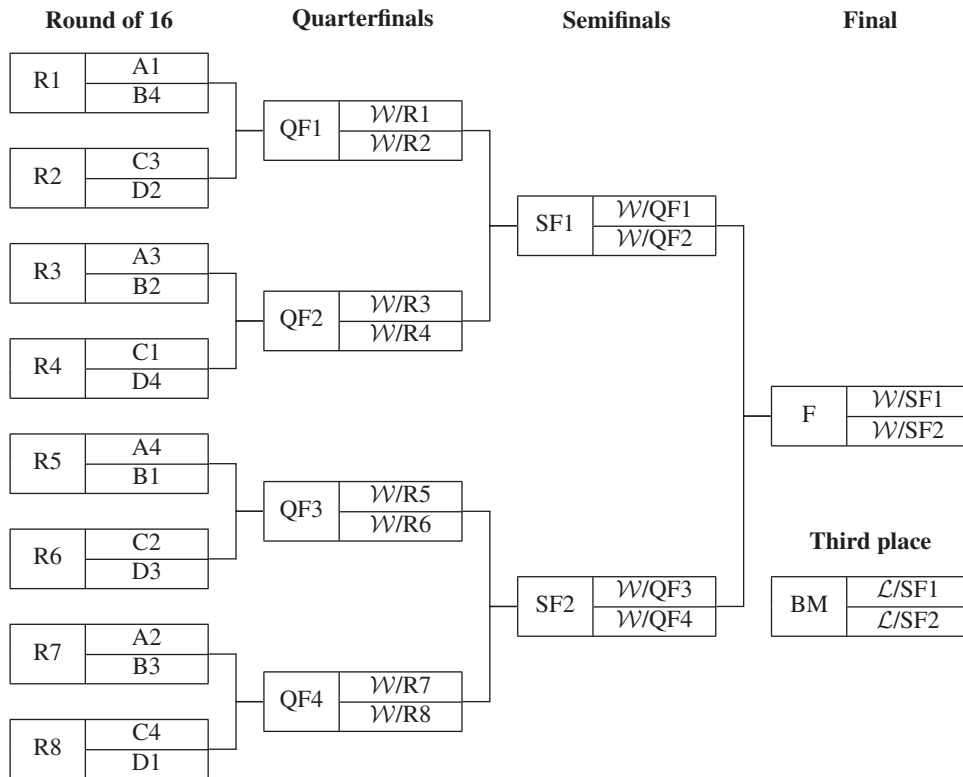 Round of 16
Quarterfinals
Semifinals
Final
R1
A1
B4
R2
C3
D2
R3
A3
B2
R4
C1
D4
R5
A4
B1
R6
C2
D3
R7
A2
B3
R8
C4
D1
QF1
𝒲/R1
𝒲/R2
QF2
𝒲/R3
𝒲/R4
QF3
𝒲/R5
𝒲/R6
QF4
𝒲/R7
𝒲/R8
SF1
𝒲/QF1
𝒲/QF2
SF2
𝒲/QF3
𝒲/QF4
F
𝒲/SF1
𝒲/SF2
Third place
BM
ℒ/SF1
ℒ/SF2